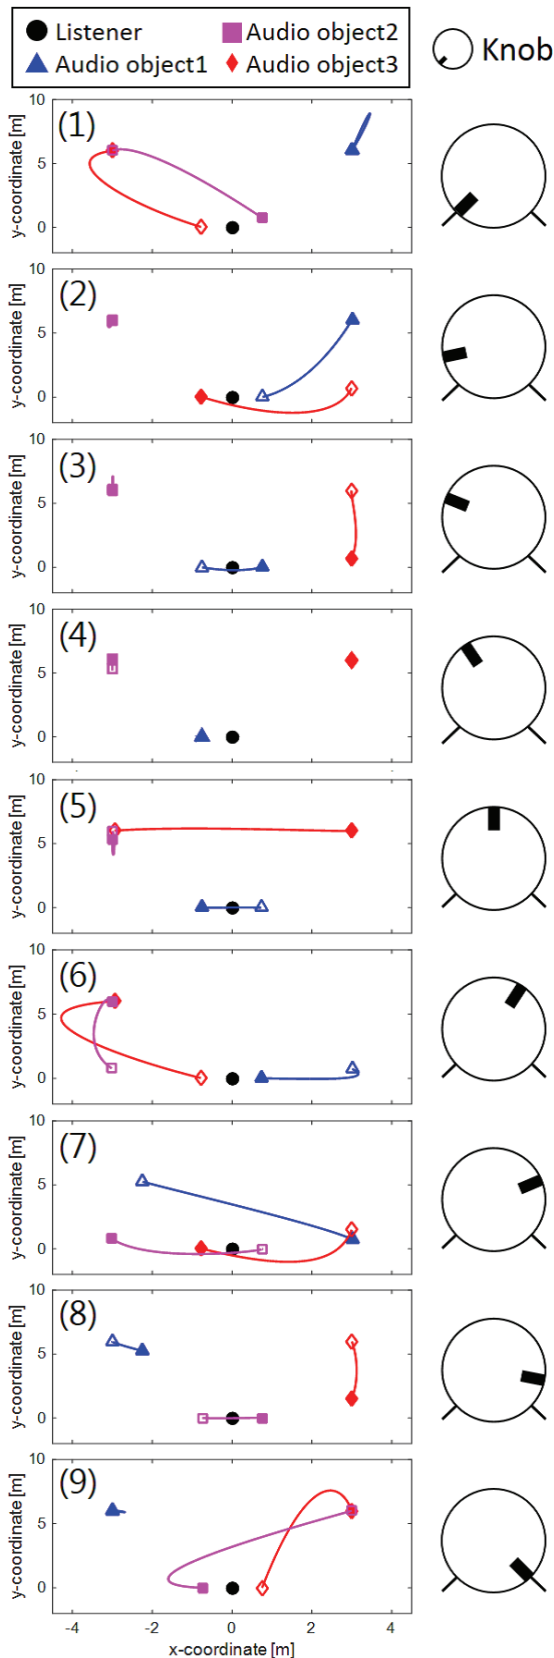 Listener
Audio object2
Audio object1
Audio object3
Knob
(1)
10
5
0
y-coordinate [m]
(2)
10
5
0
y-coordinate [m]
(3)
10
5
0
y-coordinate [m]
(4)
10
5
0
y-coordinate [m]
(5)
10
5
0
y-coordinate [m]
(6)
10
5
0
y-coordinate [m]
(7)
10
5
0
y-coordinate [m]
(8)
10
5
0
y-coordinate [m]
(9)
10
5
0
y-coordinate [m]
-4 -2 0 2 4
x-coordinate [m]